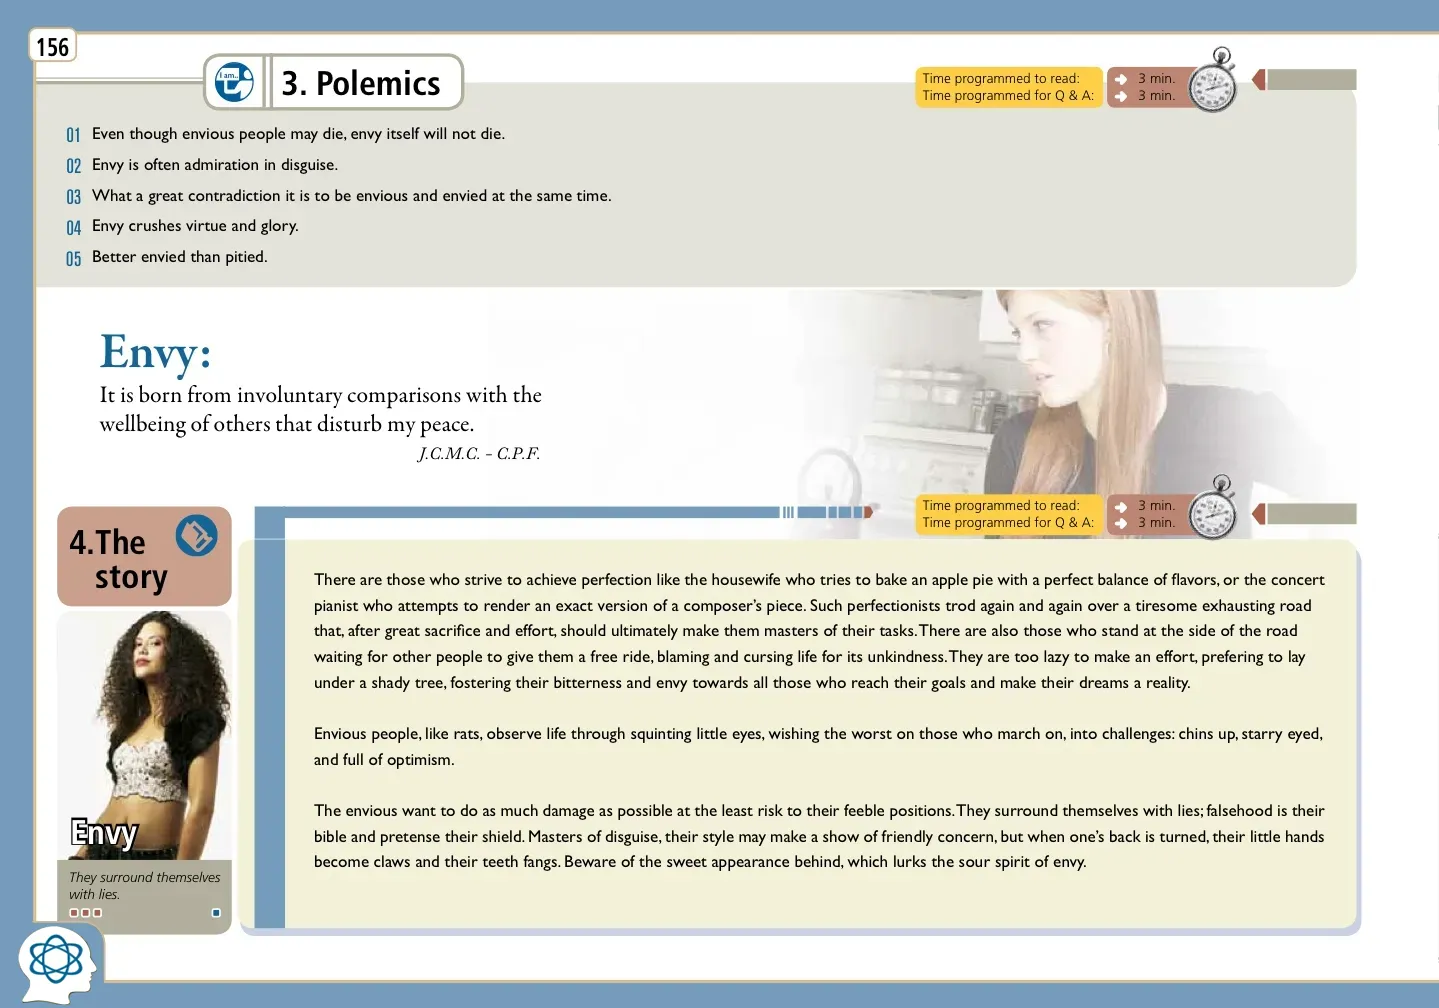 156
I am...
3. Polemics
Time programmed to read: 3 min.
Time programmed for Q & A: 3 min.
01 Even though envious people may die, envy itself will not die.
02 Envy is often admiration in disguise.
03 What a great contradiction it is to be envious and envied at the same time.
04 Envy crushes virtue and glory.
05 Better envied than pitied.
Envy:
It is born from involuntary comparisons with the
wellbeing of others that disturb my peace.
J.C.M.C. – C.P.F.
Time programmed to read: 3 min.
Time programmed for Q & A: 3 min.
4.The
story
There are those who strive to achieve perfection like the housewife who tries to bake an apple pie with a perfect balance of flavors, or the concert
pianist who attempts to render an exact version of a composer's piece. Such perfectionists trod again and again over a tiresome exhausting road
that, after great sacrifice and effort, should ultimately make them masters of their tasks. There are also those who stand at the side of the road
waiting for other people to give them a free ride, blaming and cursing life for its unkindness. They are too lazy to make an effort, prefering to lay
under a shady tree, fostering their bitterness and envy towards all those who reach their goals and make their dreams a reality.
Envious people, like rats, observe life through squinting little eyes, wishing the worst on those who march on, into challenges: chins up, starry eyed,
and full of optimism.
The envious want to do as much damage as possible at the least risk to their feeble positions. They surround themselves with lies; falsehood is their
bible and pretense their shield. Masters of disguise, their style may make a show of friendly concern, but when one's back is turned, their little hands
become claws and their teeth fangs. Beware of the sweet appearance behind, which lurks the sour spirit of envy.
Envy
They surround themselves
with lies.